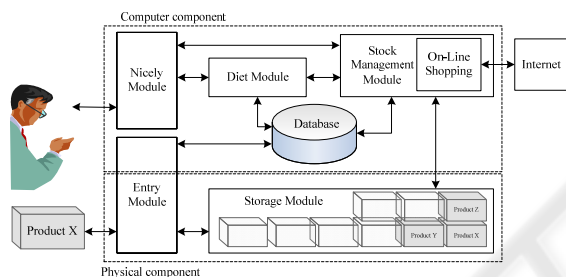 Computer component
Nicely
Module
Diet Module
Stock
Management
Module
On-Line
Shopping
Internet
Database
Entry
Module
Storage Module
Product Z
Product Y
Product X
Product X
Physical component